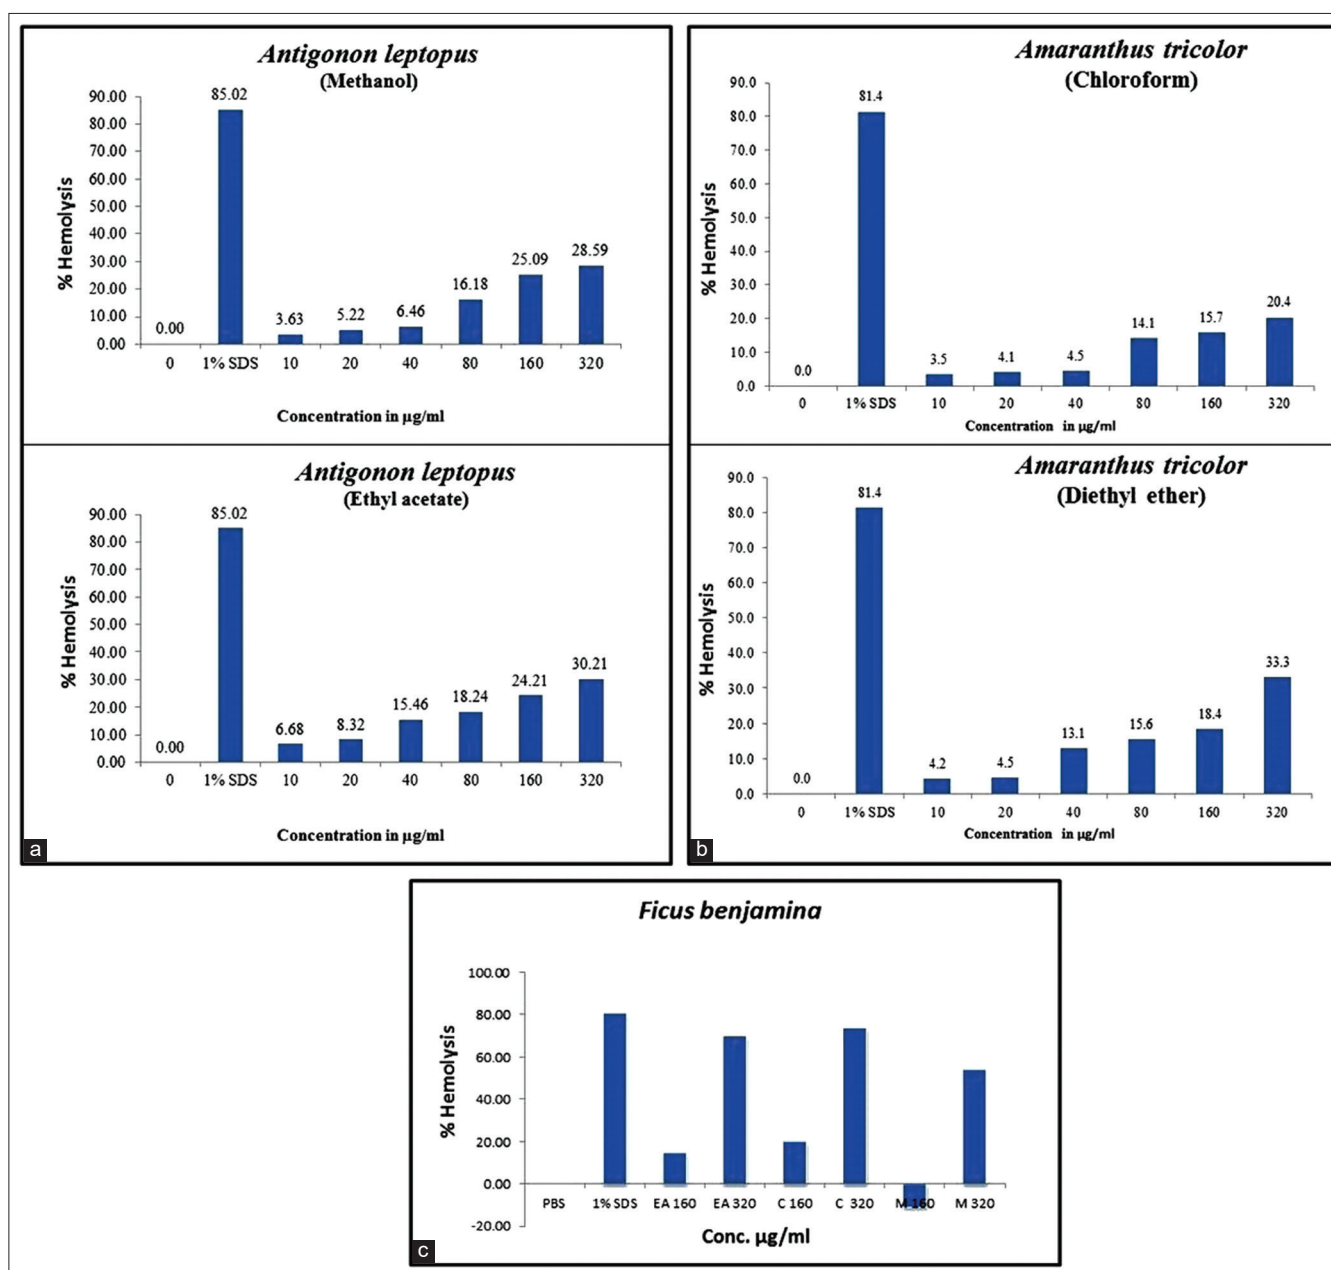 Antigonon leptopus
(Methanol)
% Hemolysis
90.00
80.00
70.00
60.00
50.00
40.00
30.00
20.00
10.00
0.00
0.00
85.02
3.63
5.22
6.46
16.18
25.09
28.59
0 1% SDS 10 20 40 80 160 320
Concentration in µg/ml
Antigonon leptopus
(Ethyl acetate)
% Hemolysis
90.00
80.00
70.00
60.00
50.00
40.00
30.00
20.00
10.00
0.00
0.00
85.02
6.68
8.32
15.46
18.24
24.21
30.21
0 1% SDS 10 20 40 80 160 320
Concentration in µg/ml
a
Amaranthus tricolor
(Chloroform)
% Hemolysis
90.0
80.0
70.0
60.0
50.0
40.0
30.0
20.0
10.0
0.0
0.0
81.4
3.5
4.1
4.5
14.1
15.7
20.4
0 1% SDS 10 20 40 80 160 320
Concentration in µg/ml
Amaranthus tricolor
(Diethyl ether)
% Hemolysis
90.0
80.0
70.0
60.0
50.0
40.0
30.0
20.0
10.0
0.0
0.0
81.4
4.2
4.5
13.1
15.6
18.4
33.3
0 1% SDS 10 20 40 80 160 320
Concentration in µg/ml
b
Ficus benjamina
% Hemolysis
100.00
80.00
60.00
40.00
20.00
0.00
-20.00
PBS 1% SDS EA 160 EA 320 C 160 C 320 M 160 M 320
Conc. µg/ml
c